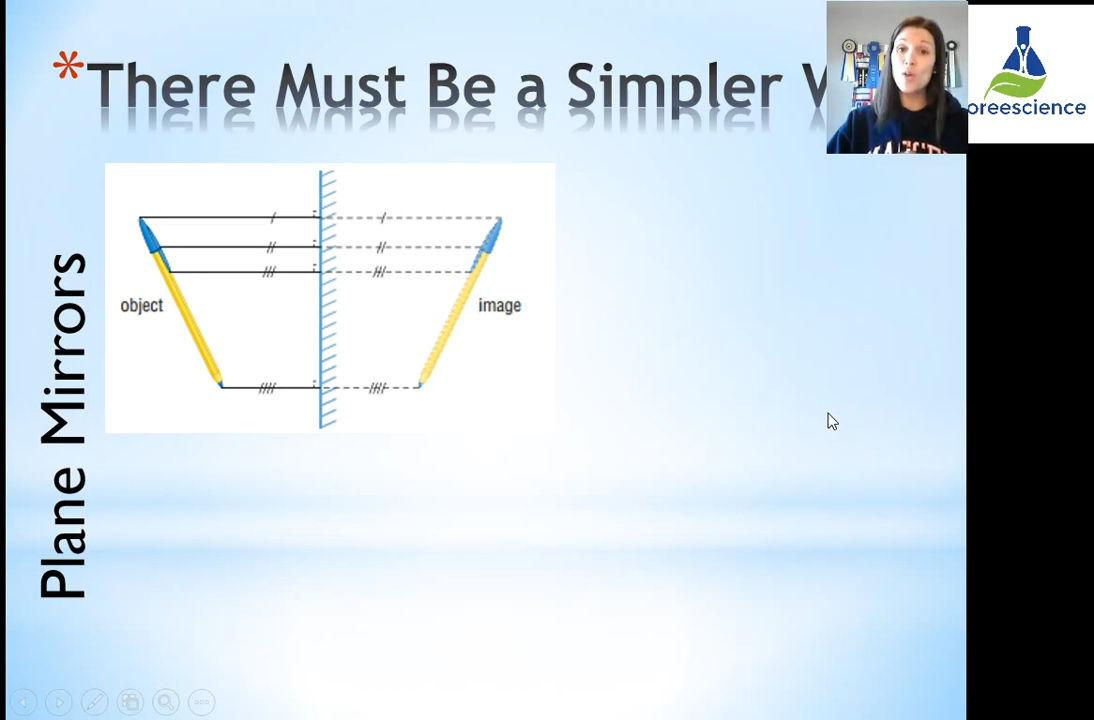 *There Must Be a Simpler
oreescience
object
image
Plane Mirrors